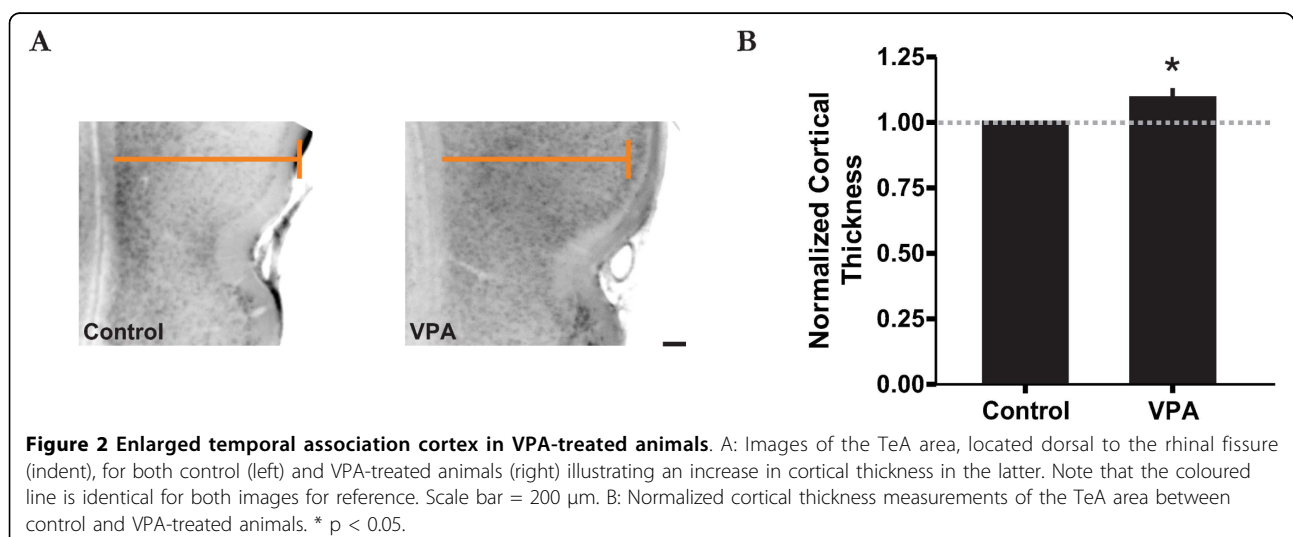 A
B
Control
VPA
Normalized Cortical
Thickness
1.25
1.00
0.75
0.50
0.25
0.00
*
Control
VPA
Figure 2 Enlarged temporal association cortex in VPA-treated animals. A: Images of the TeA area, located dorsal to the rhinal fissure
(indent), for both control (left) and VPA-treated animals (right) illustrating an increase in cortical thickness in the latter. Note that the coloured
line is identical for both images for reference. Scale bar = 200 μm. B: Normalized cortical thickness measurements of the TeA area between
control and VPA-treated animals. * p < 0.05.